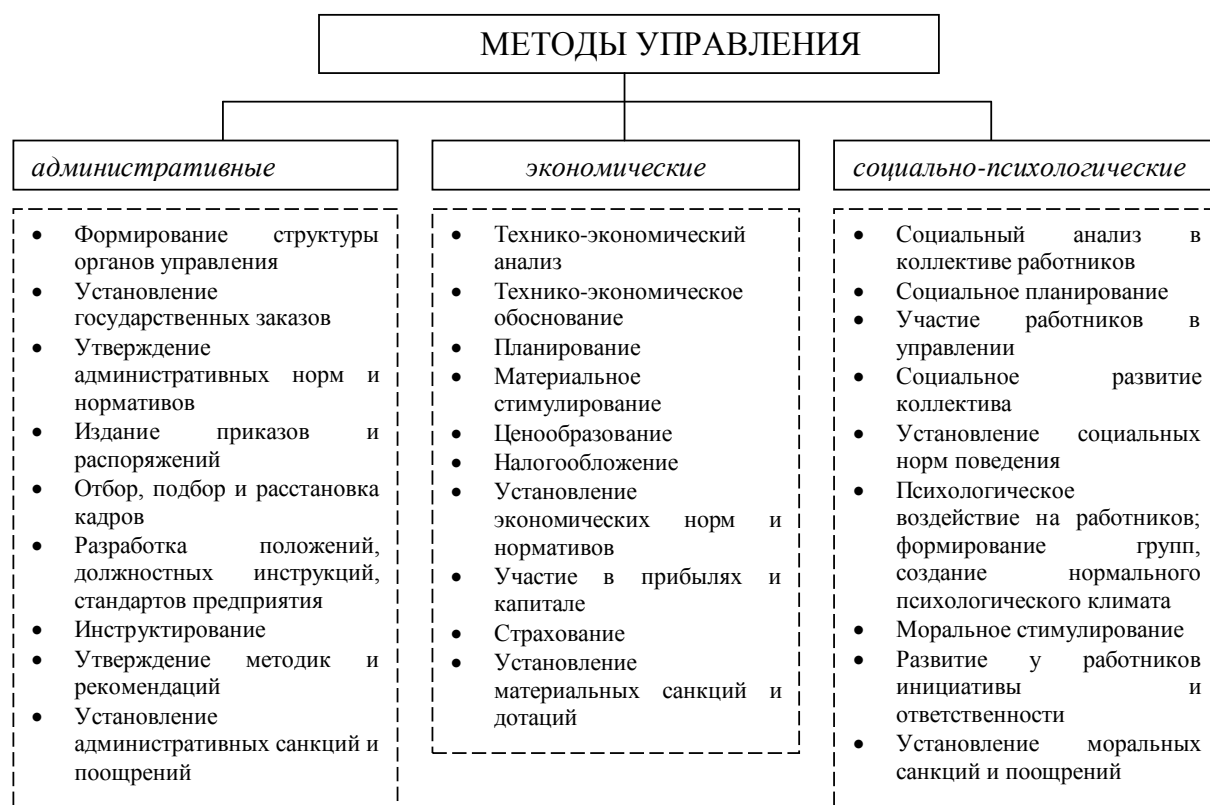 МЕТОДЫ УПРАВЛЕНИЯ
административные
• Формирование структуры
органов управления
• Установление
государственных заказов
• Утверждение
административных норм и
нормативов
• Издание приказов и
распоряжений
• Отбор, подбор и расстановка
кадров
• Разработка положений,
должностных инструкций,
стандартов предприятия
• Инструктирование
• Утверждение методик и
рекомендаций
• Установление
административных санкций и
поощрений
экономические
• Технико-экономический
анализ
• Технико-экономическое
обоснование
• Планирование
• Материальное
стимулирование
• Ценообразование
• Налогообложение
• Установление
экономических норм и
нормативов
• Участие в прибылях и
капитале
• Страхование
• Установление
материальных санкций и
дотаций
социально-психологические
• Социальный анализ в
коллективе работников
• Социальное планирование
• Участие работников в
управлении
• Социальное развитие
коллектива
• Установление социальных
норм поведения
• Психологическое
воздействие на работников;
формирование групп,
создание нормального
психологического климата
• Моральное стимулирование
• Развитие у работников
инициативы и
ответственности
• Установление моральных
санкций и поощрений